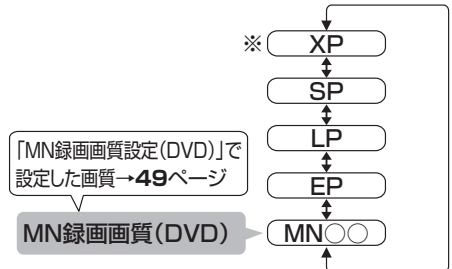 ※ XP
SP
LP
EP
MN○○
「MN録画画質設定(DVD)」で
設定した画質→49ページ
MN録画画質(DVD)